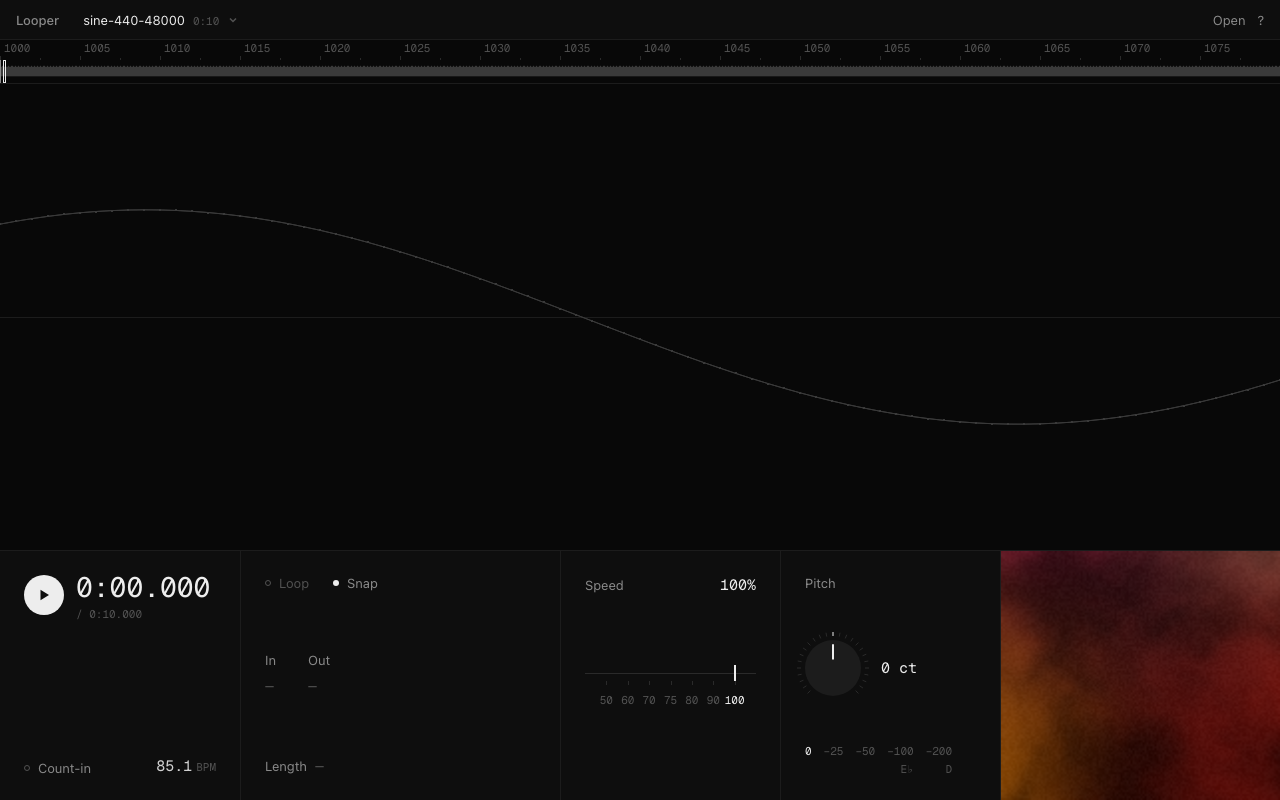 Looper sine-440-48000 0:10 Open ?
1000 1005 1010 1015 1020 1025 1030 1035 1040 1045 1050 1055 1060 1065 1070 1075
0:00.000
/ 0:10.000
Count-in 85.1 BPM
Loop Snap
In Out
— —
Length —
Speed 100%
50 60 70 75 80 90 100
Pitch
0 ct
0 −25 −50 −100 −200
E♭ D